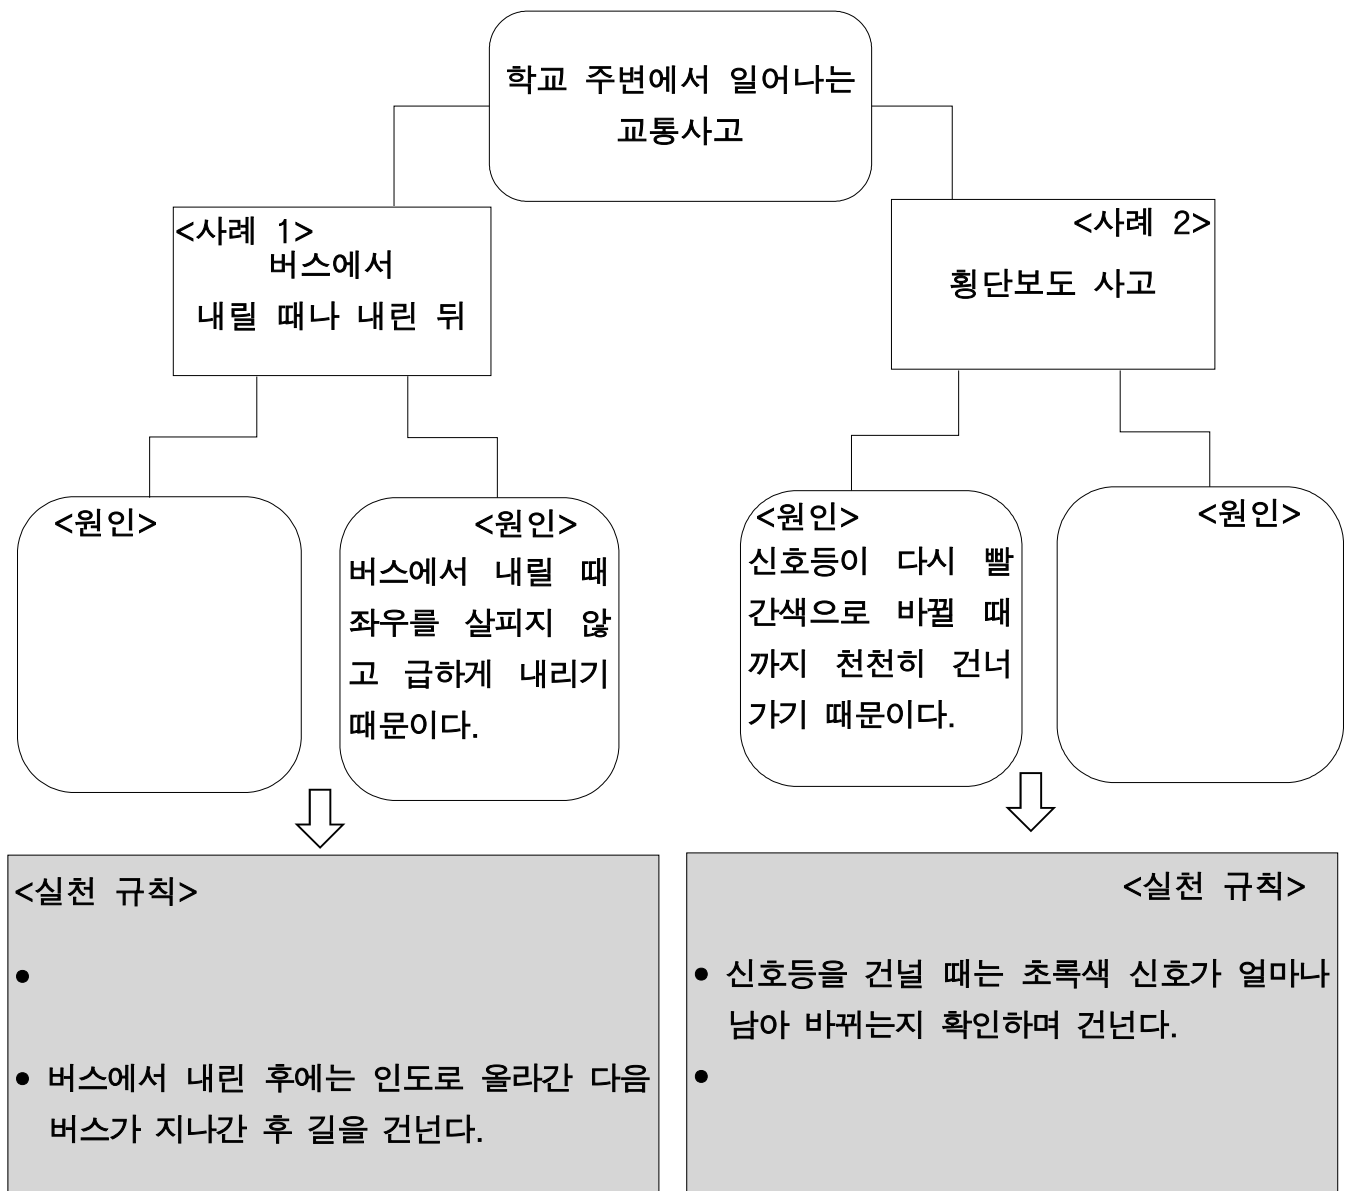 학교 주변에서 일어나는
교통사고
<사례 1>
버스에서
내릴 때나 내린 뒤
<사례 2>
횡단보도 사고
<원인>
<원인>
버스에서 내릴 때
좌우를 살피지 않
고 급하게 내리기
때문이다.
<원인>
신호등이 다시 빨
간색으로 바뀔 때
까지 천천히 건너
가기 때문이다.
<원인>
<실천 규칙>
●
● 버스에서 내린 후에는 인도로 올라간 다음
버스가 지나간 후 길을 건넌다.
<실천 규칙>
● 신호등을 건널 때는 초록색 신호가 얼마나
남아 바뀌는지 확인하며 건넌다.
●